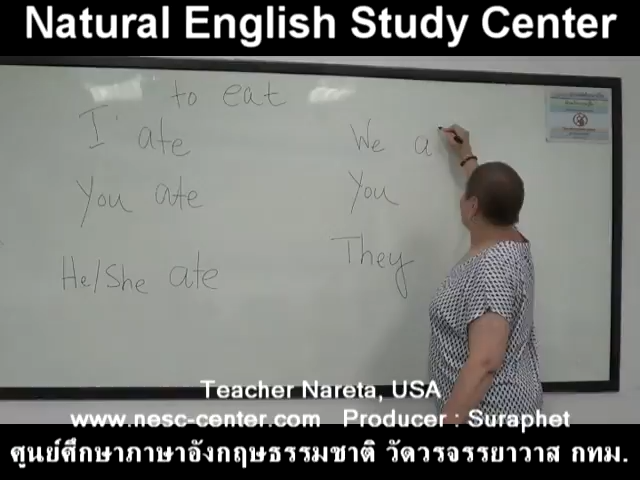 Natural English Study Center
to eat
I ate
We a
You ate
You
He/She ate
They
Teacher Nareta, USA
www.nesc-center.com Producer : Suraphet
ศูนย์ศึกษาภาษาอังกฤษธรรมชาติ วัดวรจรรยาวาส กทม.